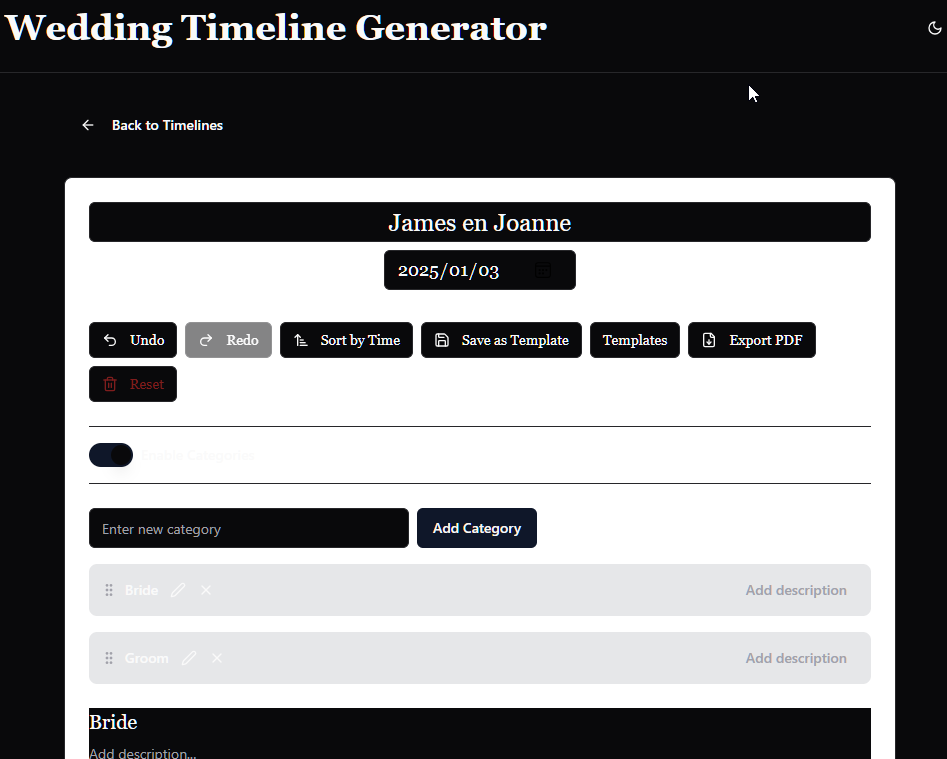 Wedding Timeline Generator
Back to Timelines
James en Joanne
2025/01/03
Undo
Redo
Sort by Time
Save as Template
Templates
Export PDF
Reset
Enable Categories
Enter new category
Add Category
Bride
Add description
Groom
Add description
Bride
Add description...